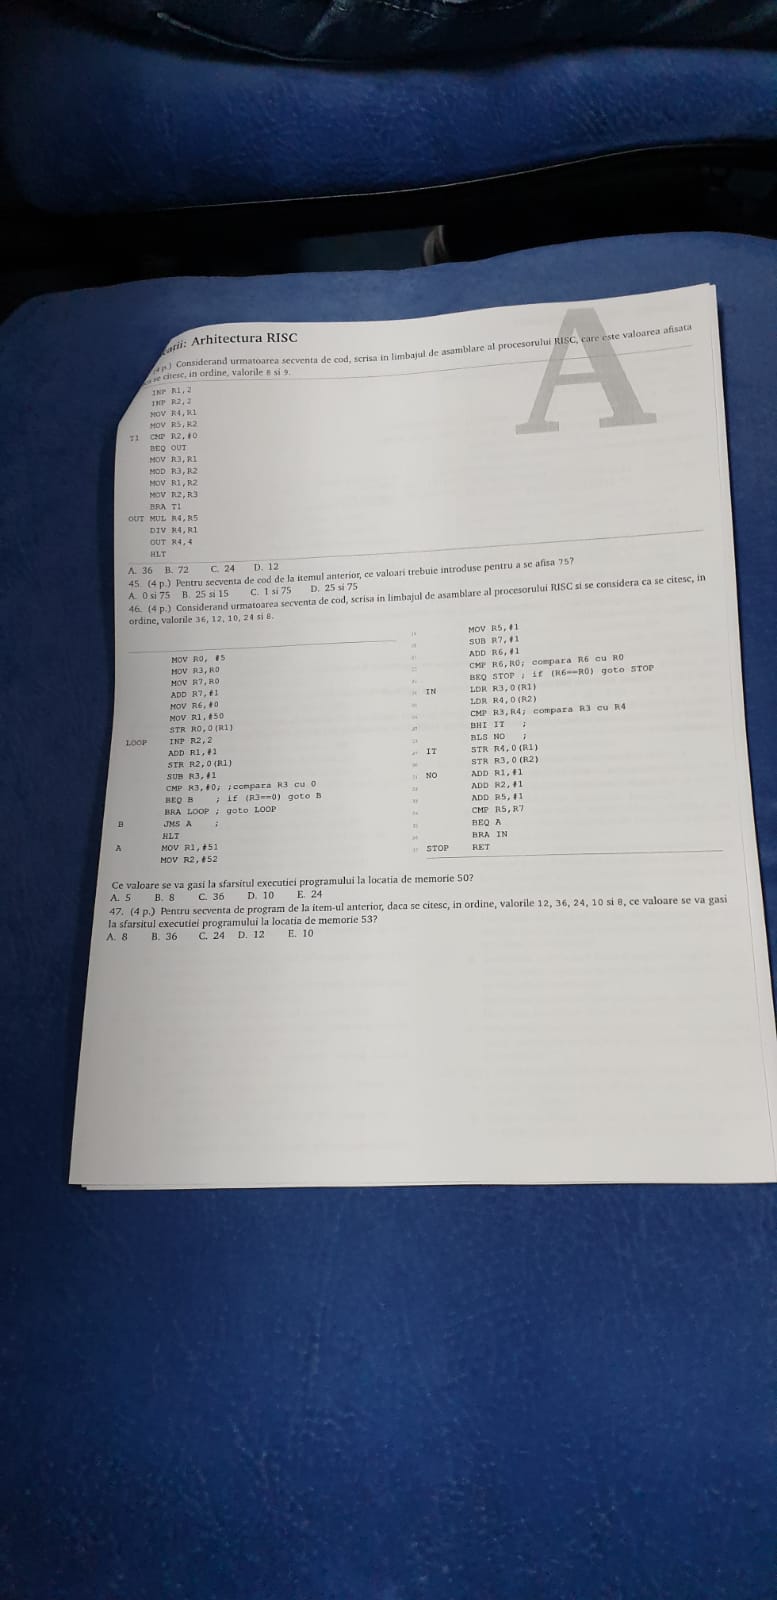 arii: Arhitectura RISC
(4 p.) Considerand urmatoarea secventa de cod, scrisa in limbajul de asamblare al procesorului RISC, care este valoarea afisata
se citesc, in ordine, valorile 8 si 9.
INP R1,2
INP R2,2
MOV R4,R1
MOV R5,R2
T1 CMP R2,#0
BEQ OUT
MOV R3,R1
MOD R3,R2
MOV R1,R2
MOV R2,R3
BRA T1
OUT MUL R4,R5
DIV R4,R1
OUT R4,4
HLT
A. 36 B. 72 C. 24 D. 12
45. (4 p.) Pentru secventa de cod de la itemul anterior, ce valoari trebuie introduse pentru a se afisa 75?
A. 0 si 75 B. 25 si 15 C. 1 si 75 D. 25 si 75
46. (4 p.) Considerand urmatoarea secventa de cod, scrisa in limbajul de asamblare al procesorului RISC si se considera ca se citesc, in
ordine, valorile 36, 12, 10, 24 si 8.
MOV R0, #5
MOV R3,R0
MOV R7,R0
ADD R7,#1
MOV R6,#0
MOV R1,#50
STR R0,0(R1)
LOOP INP R2,2
ADD R1,#1
STR R2,0(R1)
SUB R3,#1
CMP R3,#0; ;compara R3 cu 0
BEQ B ; if (R3==0) goto B
BRA LOOP ; goto LOOP
B JMS A ;
HLT
A MOV R1,#51
MOV R2,#52
MOV R5,#1
SUB R7,#1
ADD R6,#1
CMP R6,R0; compara R6 cu R0
BEQ STOP ; if (R6==R0) goto STOP
IN LDR R3,0(R1)
LDR R4,0(R2)
CMP R3,R4; compara R3 cu R4
BHI IT ;
BLS NO ;
IT STR R4,0(R1)
STR R3,0(R2)
NO ADD R1,#1
ADD R2,#1
ADD R5,#1
CMP R5,R7
BEQ A
BRA IN
STOP RET
Ce valoare se va gasi la sfarsitul executiei programului la locatia de memorie 50?
A. 5 B. 8 C. 36 D. 10 E. 24
47. (4 p.) Pentru secventa de program de la item-ul anterior, daca se citesc, in ordine, valorile 12, 36, 24, 10 si 8, ce valoare se va gasi
la sfarsitul executiei programului la locatia de memorie 53?
A. 8 B. 36 C. 24 D. 12 E. 10
A